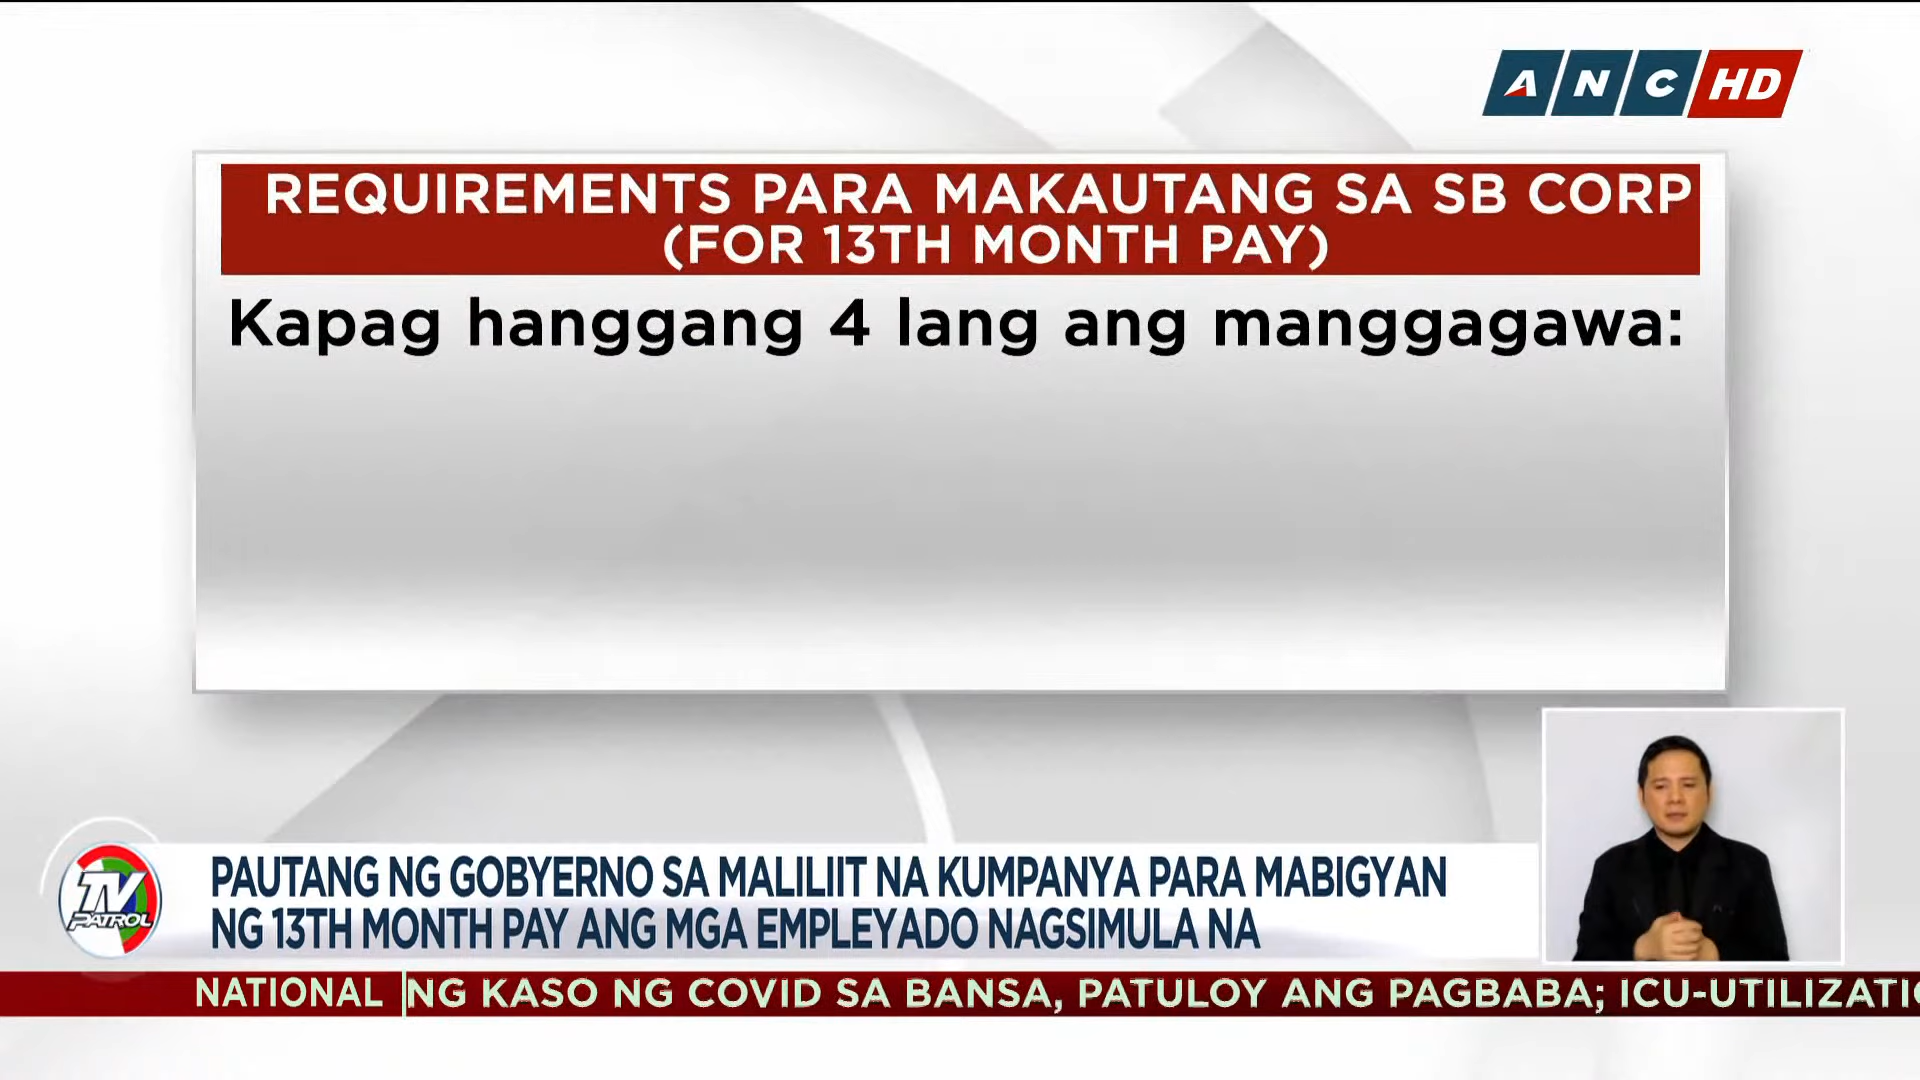 ANC HD
REQUIREMENTS PARA MAKAUTANG SA SB CORP
(FOR 13TH MONTH PAY)
Kapag hanggang 4 lang ang manggagawa:
TV PATROL
PAUTANG NG GOBYERNO SA MALILIIT NA KUMPANYA PARA MABIGYAN
NG 13TH MONTH PAY ANG MGA EMPLEYADO NAGSIMULA NA
NATIONAL NG KASO NG COVID SA BANSA, PATULOY ANG PAGBABA; ICU-UTILIZATI